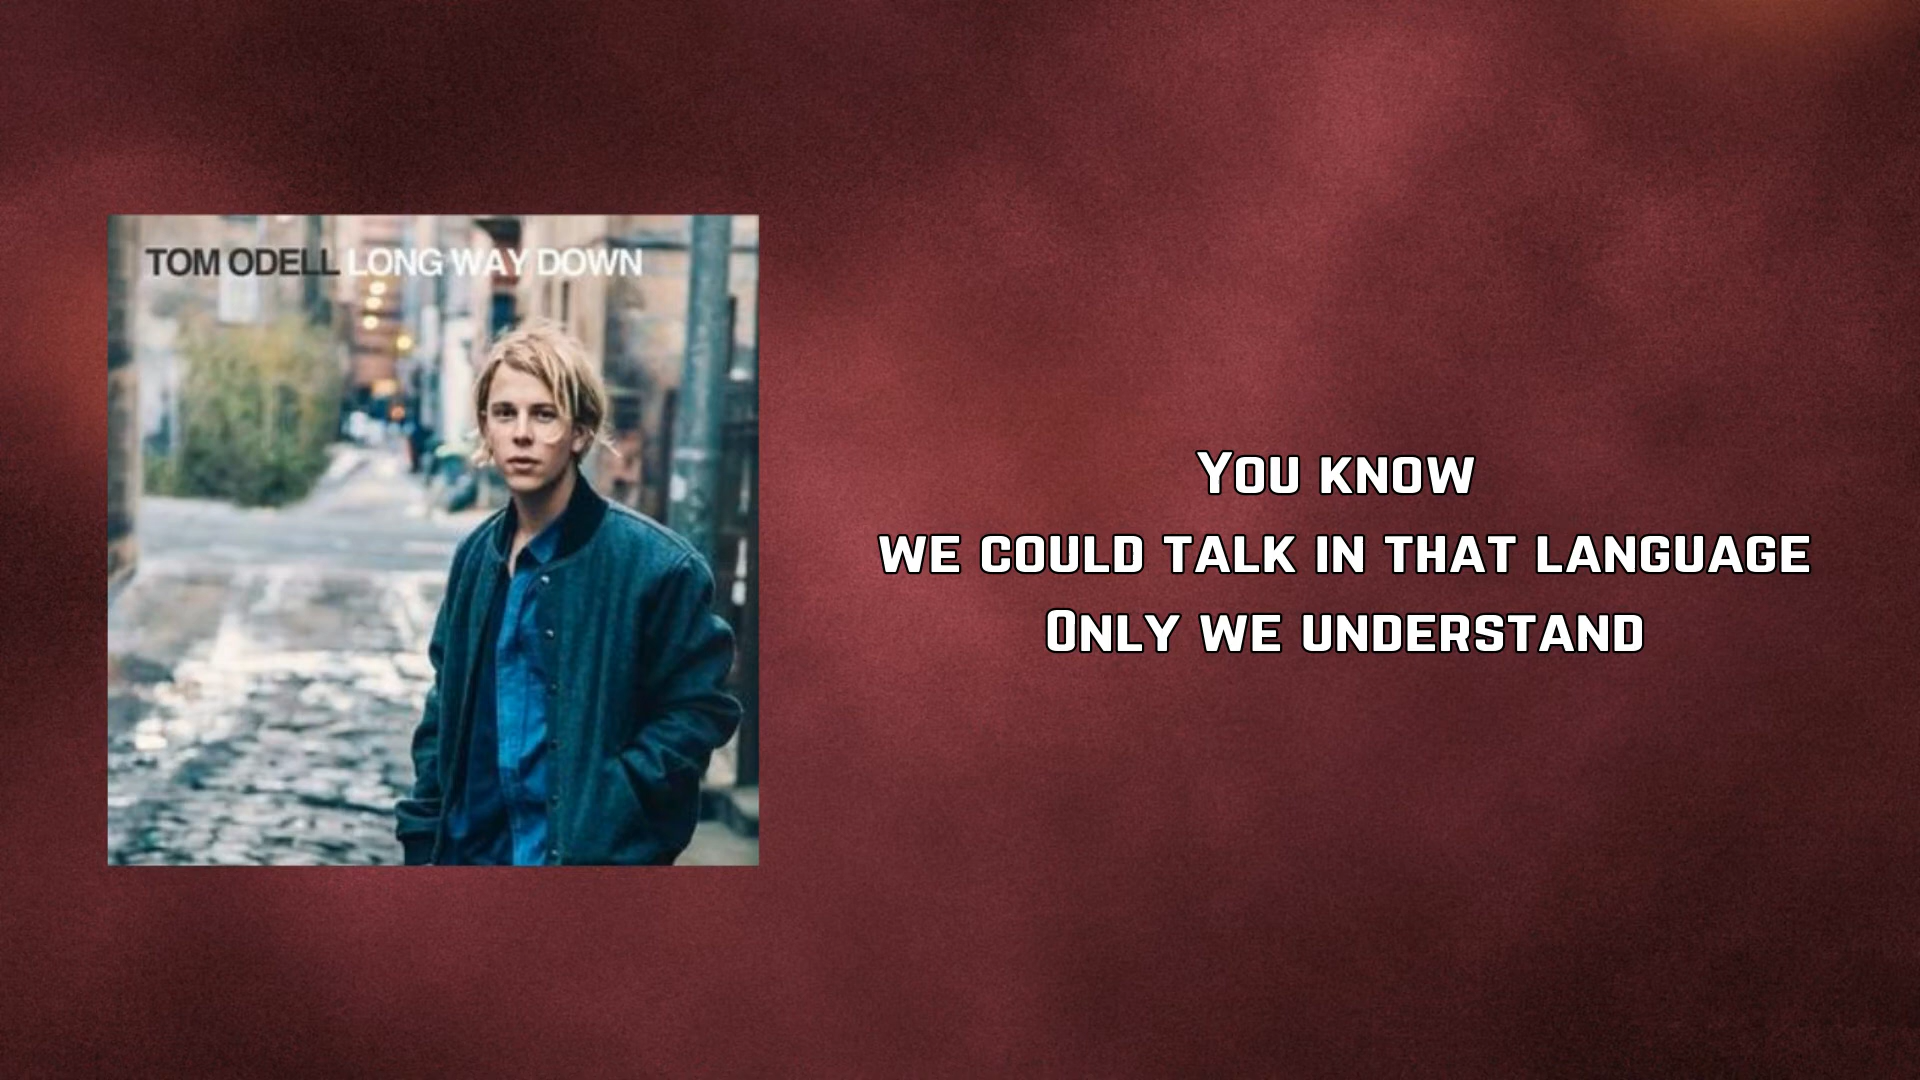 TOM ODELL LONG WAY DOWN
You know
we could talk in that language
Only we understand